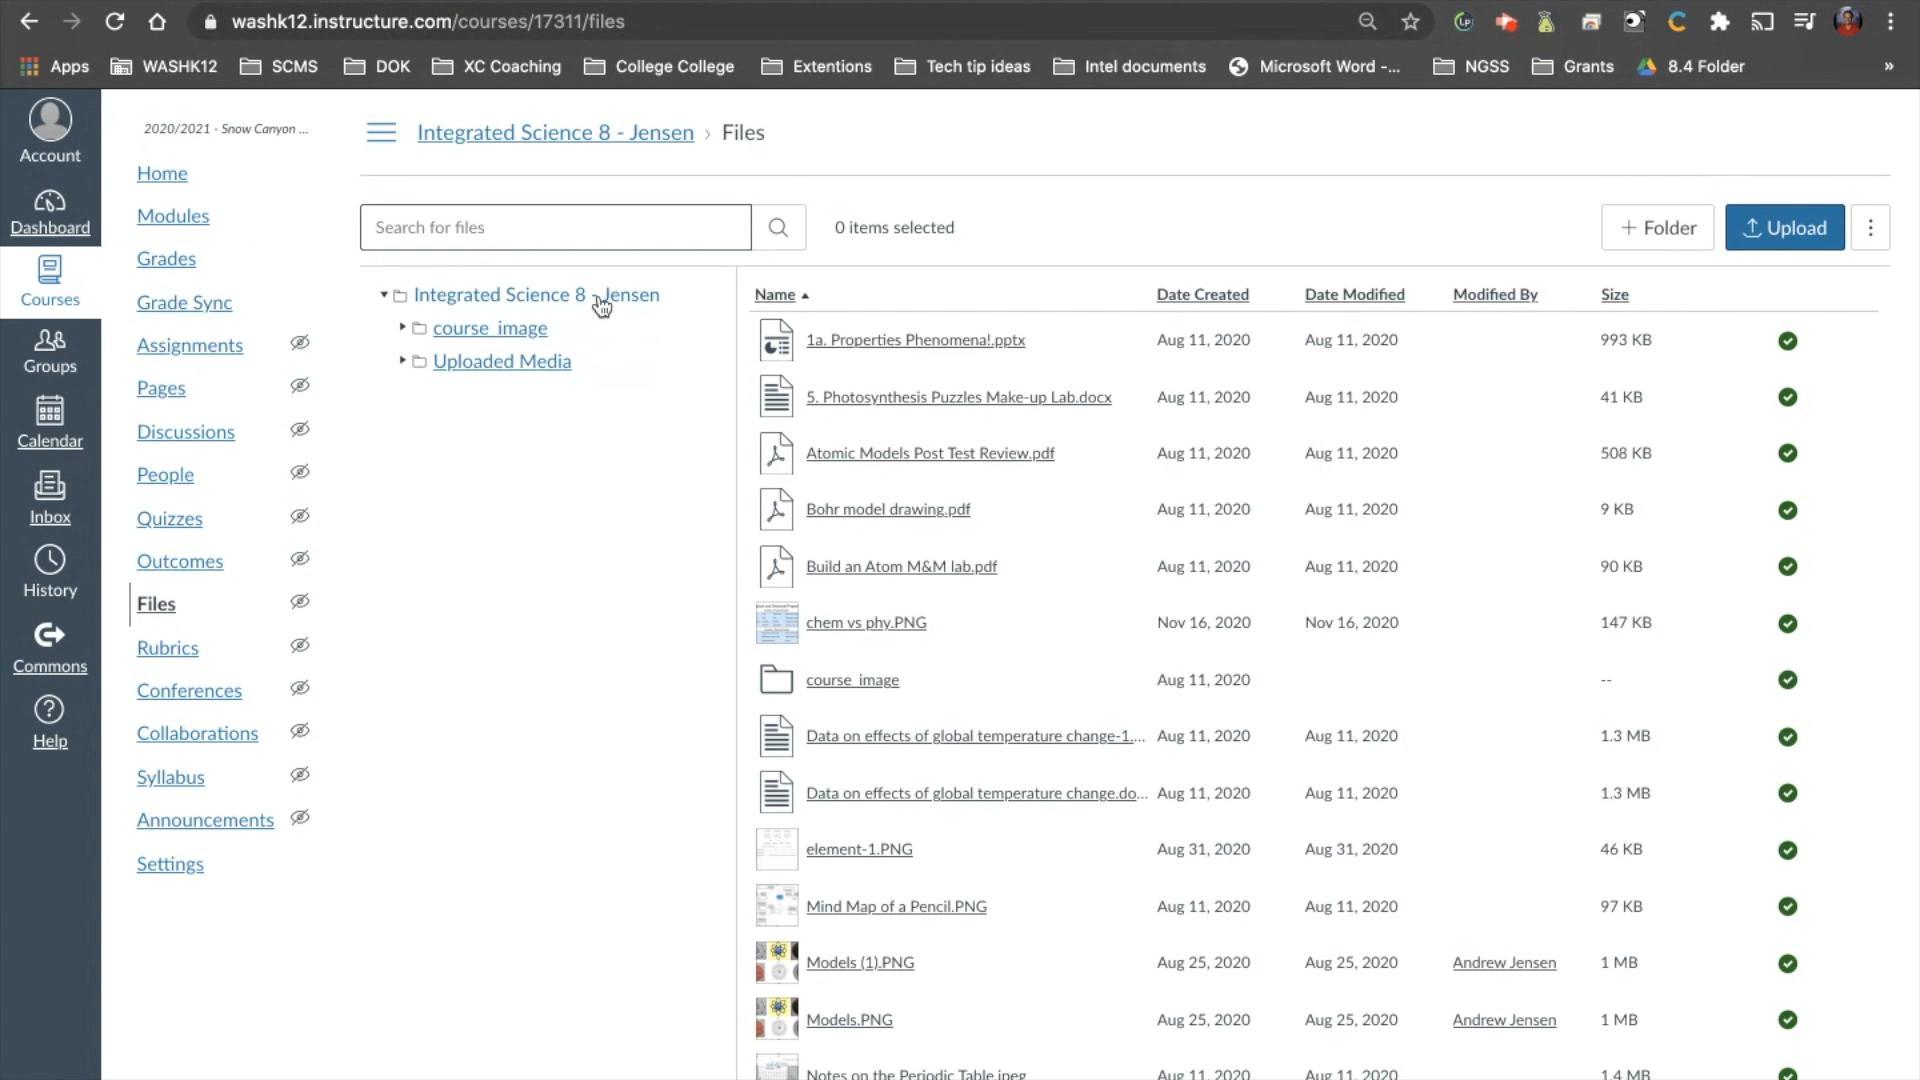 washk12.instructure.com/courses/17311/files
Apps WASHK12 SCMS DOK XC Coaching College College Extentions Tech tip ideas Intel documents Microsoft Word -... NGSS Grants 8.4 Folder »
Account
Dashboard
Courses
Groups
Calendar
Inbox
History
Commons
Help
2020/2021 - Snow Canyon ...
Home
Modules
Grades
Grade Sync
Assignments
Pages
Discussions
People
Quizzes
Outcomes
Files
Rubrics
Conferences
Collaborations
Syllabus
Announcements
Settings
Integrated Science 8 - Jensen › Files
Search for files
0 items selected
+ Folder
Upload
Integrated Science 8 - Jensen
course_image
Uploaded Media
Name Date Created Date Modified Modified By Size
1a. Properties Phenomena!.pptx Aug 11, 2020 Aug 11, 2020 993 KB
5. Photosynthesis Puzzles Make-up Lab.docx Aug 11, 2020 Aug 11, 2020 41 KB
Atomic Models Post Test Review.pdf Aug 11, 2020 Aug 11, 2020 508 KB
Bohr model drawing.pdf Aug 11, 2020 Aug 11, 2020 9 KB
Build an Atom M&M lab.pdf Aug 11, 2020 Aug 11, 2020 90 KB
chem vs phy.PNG Nov 16, 2020 Nov 16, 2020 147 KB
course_image Aug 11, 2020 --
Data on effects of global temperature change-1.... Aug 11, 2020 Aug 11, 2020 1.3 MB
Data on effects of global temperature change.do... Aug 11, 2020 Aug 11, 2020 1.3 MB
element-1.PNG Aug 31, 2020 Aug 31, 2020 46 KB
Mind Map of a Pencil.PNG Aug 11, 2020 Aug 11, 2020 97 KB
Models (1).PNG Aug 25, 2020 Aug 25, 2020 Andrew Jensen 1 MB
Models.PNG Aug 25, 2020 Aug 25, 2020 Andrew Jensen 1 MB
Notes on the Periodic Table.jpeg Aug 11, 2020 Aug 11, 2020 1.4 MB